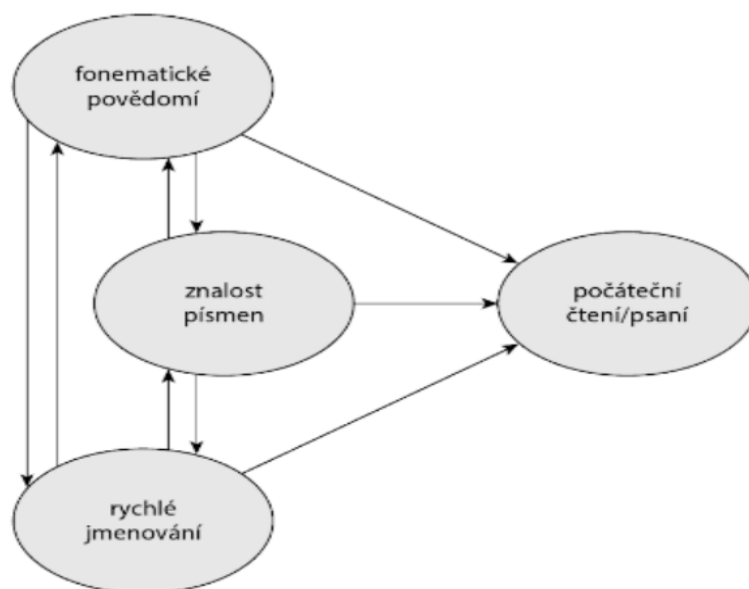 fonematické
povědomí
znalost
písmen
počáteční
čtení/psaní
rychlé
jmenování